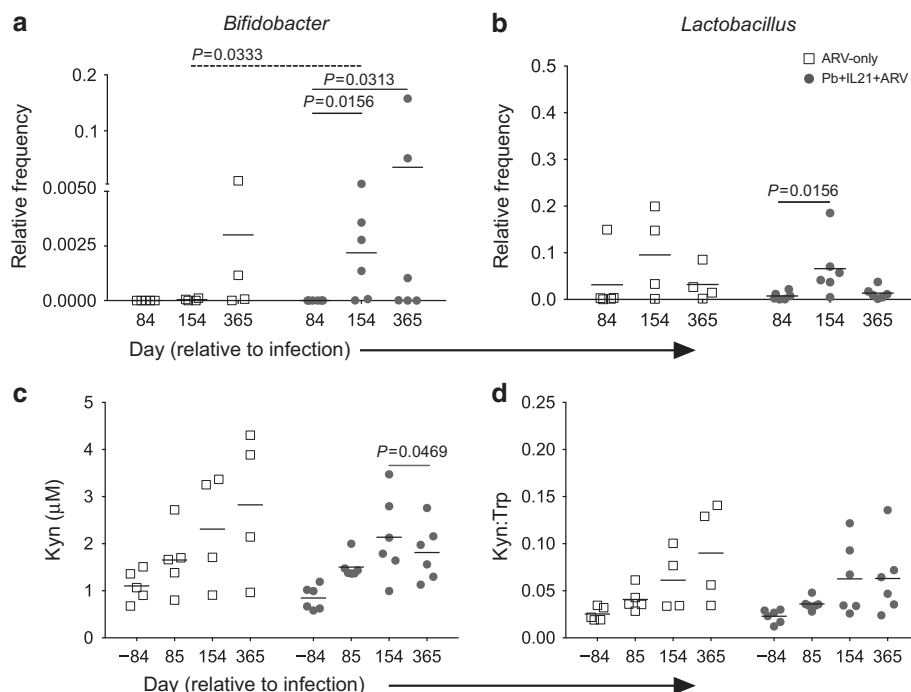 a
Bifidobacter
P=0.0333
P=0.0313
P=0.0156
0.2
0.1
0.0050
0.0025
0.0000
Relative frequency
84 154 365 84 154 365
b
Lactobacillus
ARV-only
Pb+IL21+ARV
P=0.0156
0.5
0.4
0.3
0.2
0.1
0.0
Relative frequency
84 154 365 84 154 365
Day (relative to infection)
c
P=0.0469
5
4
3
2
1
0
Kyn (μM)
−84 85 154 365 −84 85 154 365
d
0.25
0.20
0.15
0.10
0.05
0.00
Kyn:Trp
−84 85 154 365 −84 85 154 365
Day (relative to infection)